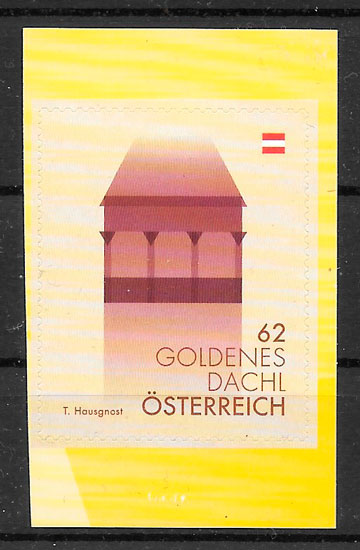 62
GOLDENES
DACHL
T. Hausgnost ÖSTERREICH